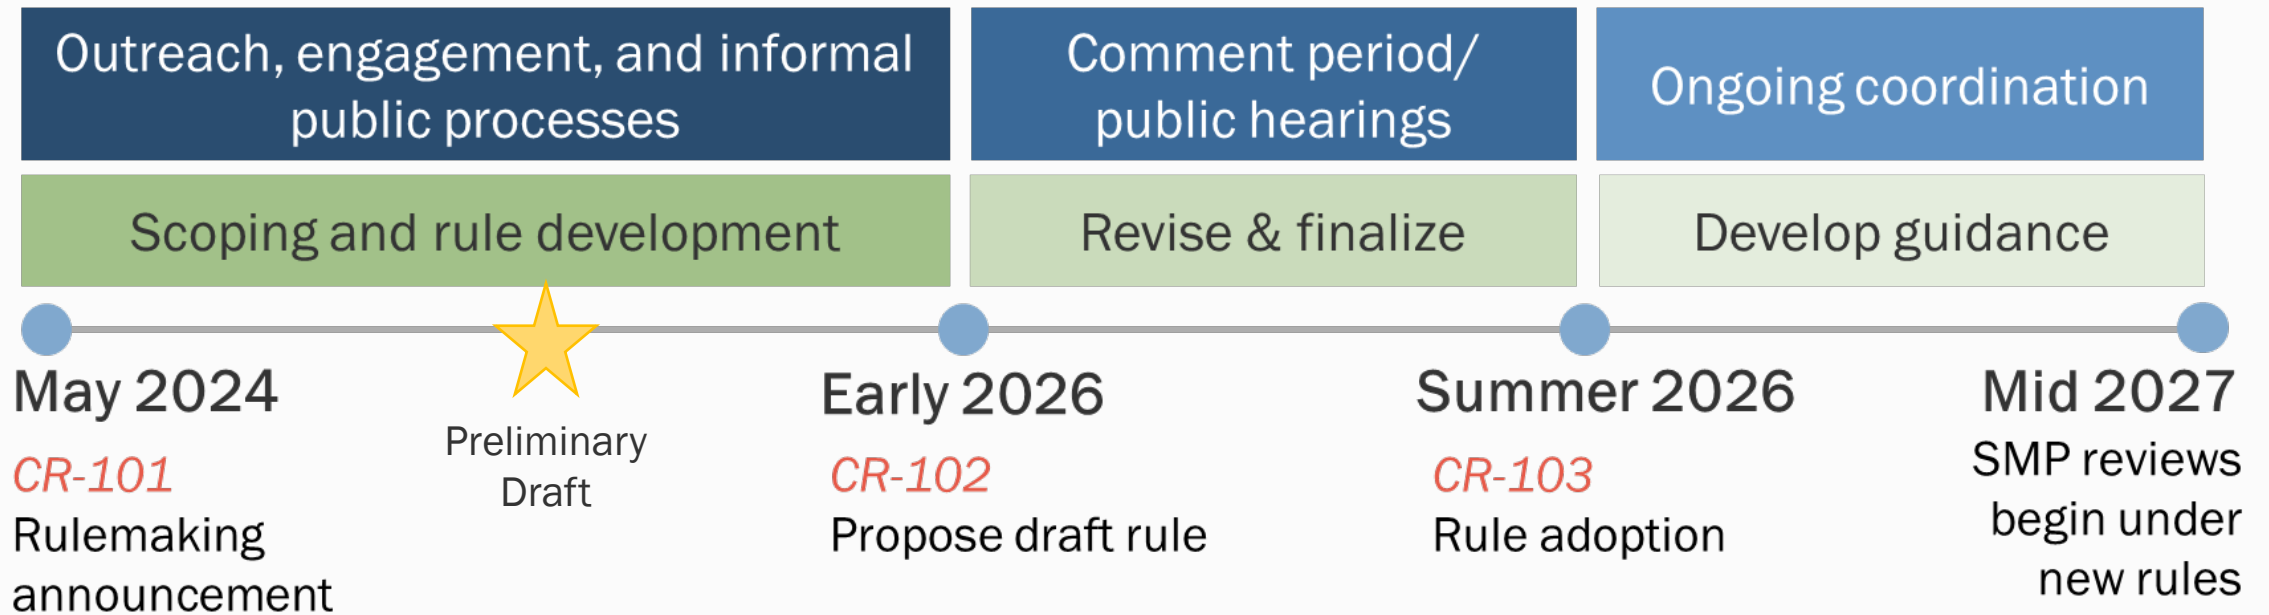 Outreach, engagement, and informal
public processes
Comment period/
public hearings
Ongoing coordination
Scoping and rule development
Revise & finalize
Develop guidance
May 2024
CR-101
Rulemaking
announcement
Preliminary
Draft
Early 2026
CR-102
Propose draft rule
Summer 2026
CR-103
Rule adoption
Mid 2027
SMP reviews
begin under
new rules